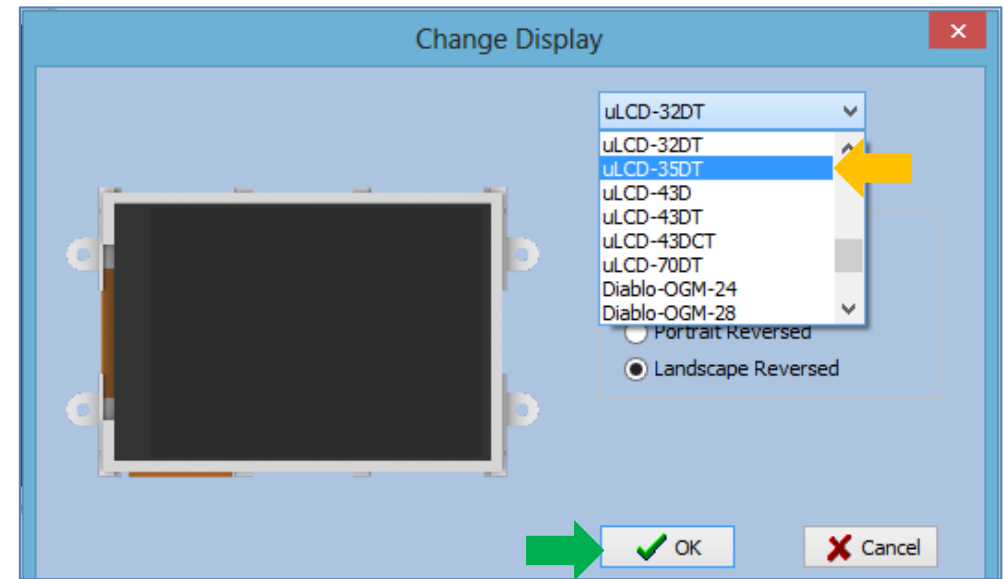 Change Display
uLCD-32DT
uLCD-32DT
uLCD-35DT
uLCD-43D
uLCD-43DT
uLCD-43DCT
uLCD-70DT
Diablo-OGM-24
Diablo-OGM-28
Portrait Reversed
Landscape Reversed
OK
Cancel